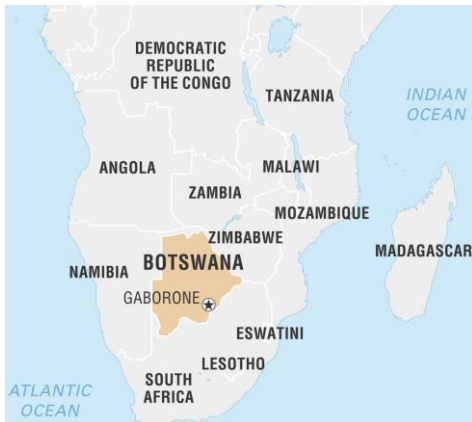 DEMOCRATIC
REPUBLIC
OF THE CONGO
TANZANIA
INDIAN
OCEAN
ANGOLA
MALAWI
ZAMBIA
MOZAMBIQUE
ZIMBABWE
MADAGASCAR
BOTSWANA
NAMIBIA
GABORONE
ESWATINI
LESOTHO
SOUTH
AFRICA
ATLANTIC
OCEAN